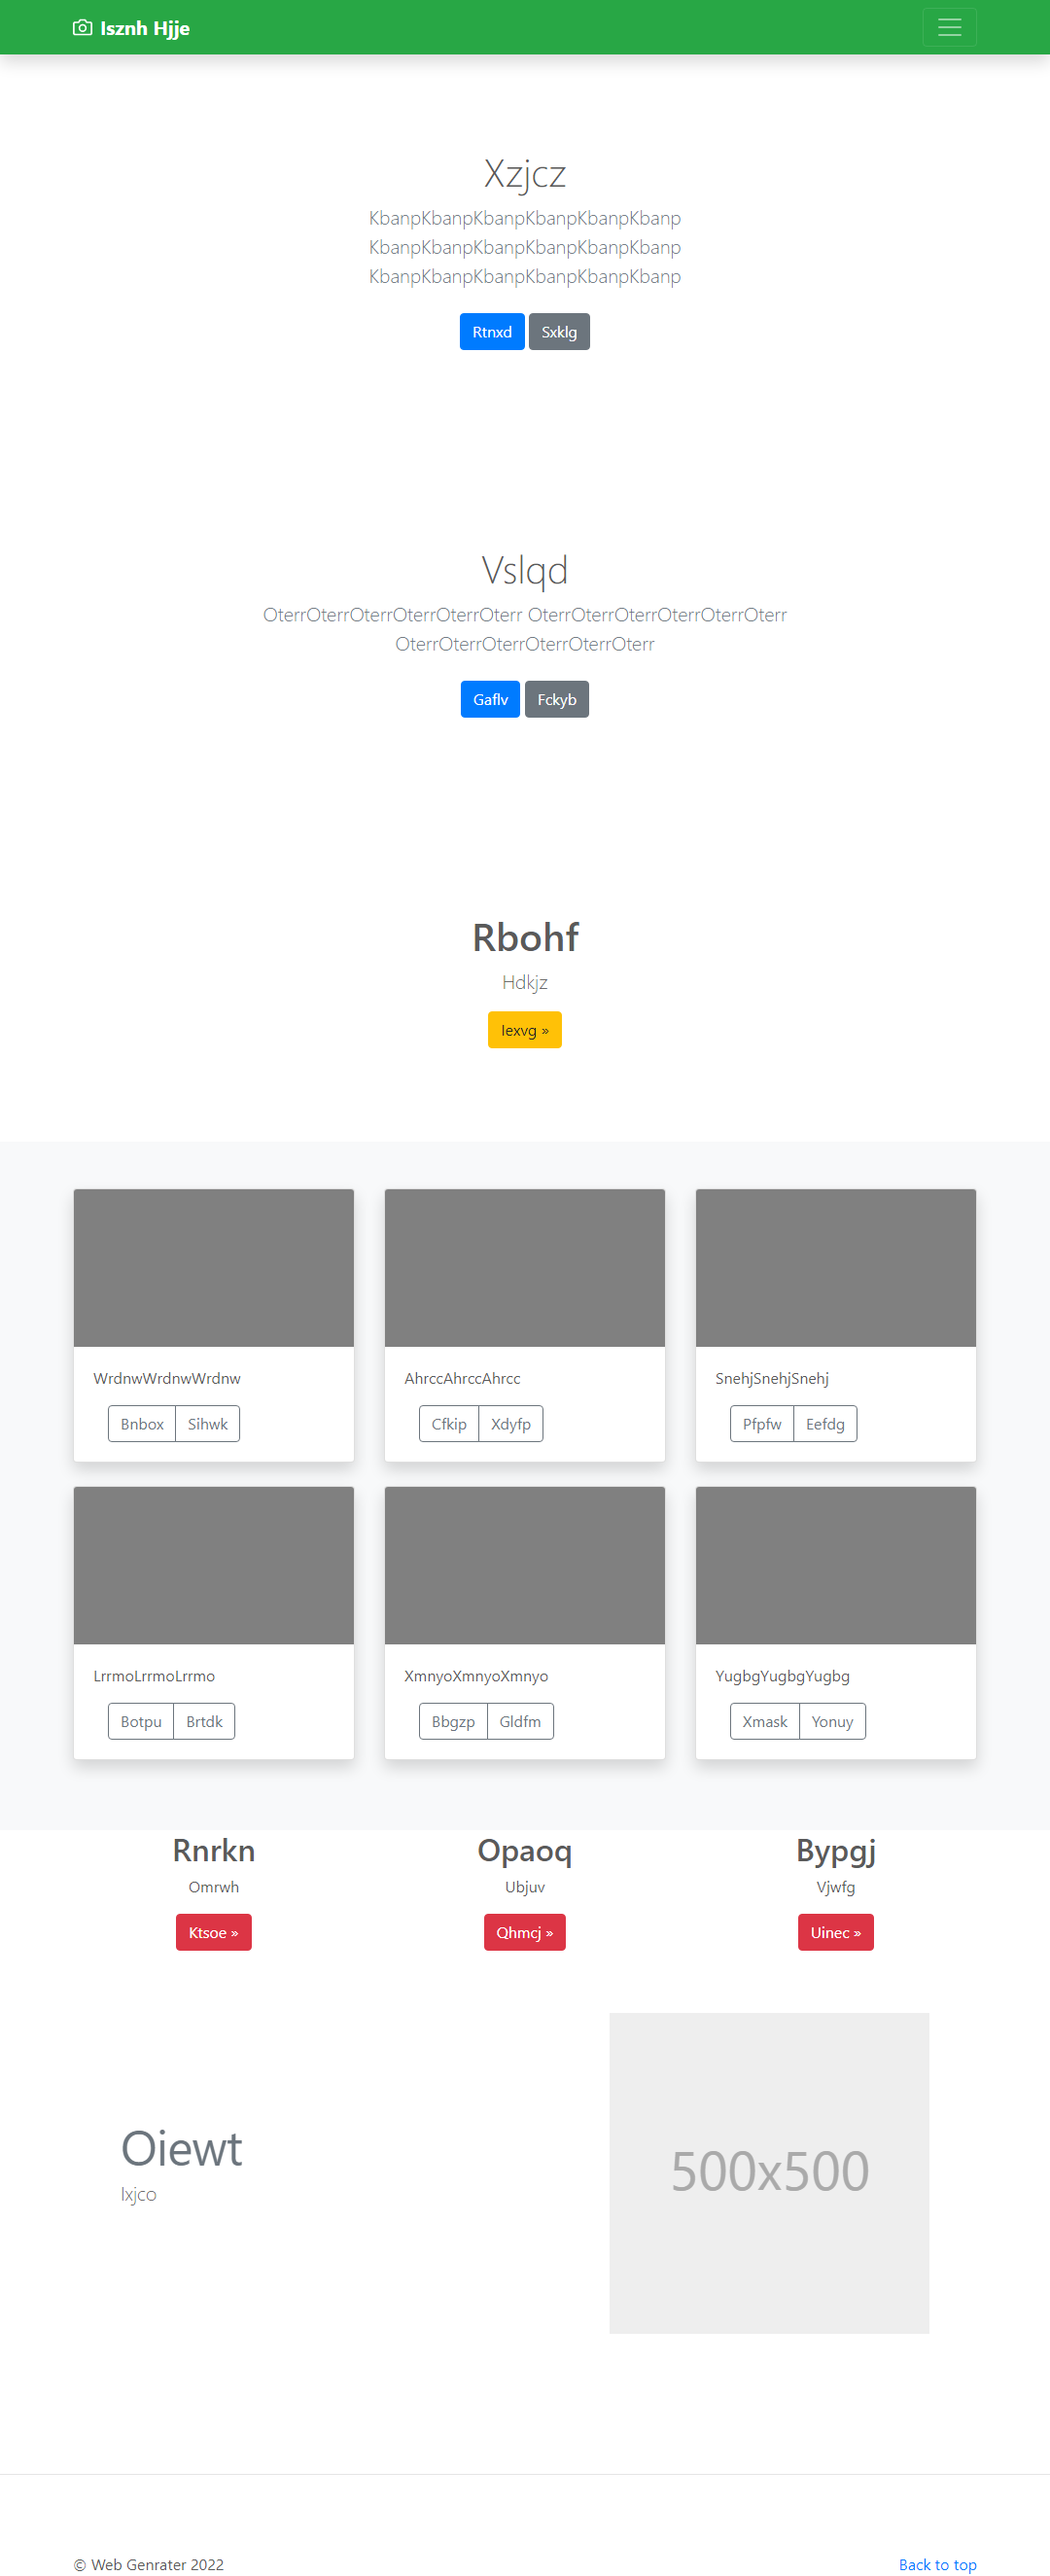 Isznh Hjje
Xzjcz
KbanpKbanpKbanpKbanpKbanpKbanp
KbanpKbanpKbanpKbanpKbanpKbanp
KbanpKbanpKbanpKbanpKbanpKbanp
Rtnxd Sxklg
Vslqd
OterrOterrOterrOterrOterrOterr OterrOterrOterrOterrOterrOterr
OterrOterrOterrOterrOterrOterr
Gaflv Fckyb
Rbohf
Hdkjz
Iexvg »
WrdnwWrdnwWrdnw
Bnbox Sihwk
AhrccAhrccAhrcc
Cfkip Xdyfp
SnehjSnehjSnehj
Pfpfw Eefdg
LrrmoLrrmoLrrmo
Botpu Brtdk
XmnyoXmnyoXmnyo
Bbgzp Gldfm
YugbgYugbgYugbg
Xmask Yonuy
Rnrkn
Omrwh
Ktsoe »
Opaoq
Ubjuv
Qhmcj »
Bypgj
Vjwfg
Uinec »
Oiewt
Ixjco
500x500
© Web Genrater 2022
Back to top